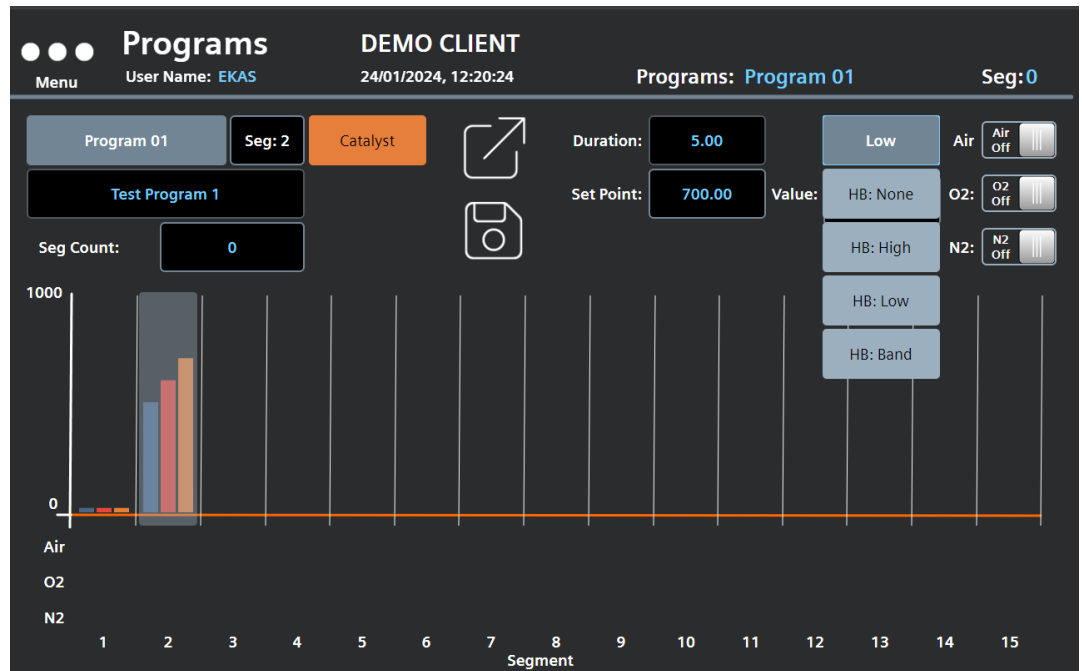 Programs
DEMO CLIENT
Menu
User Name: EKAS
24/01/2024, 12:20:24
Programs: Program 01
Seg:0
Program 01
Seg: 2
Catalyst
Duration:
5.00
Low
Air
Air Off
Test Program 1
Set Point:
700.00
Value:
HB: None
O2:
O2 Off
Seg Count:
0
HB: High
N2:
N2 Off
HB: Low
HB: Band
1000
0
Air
O2
N2
1 2 3 4 5 6 7 8 9 10 11 12 13 14 15
Segment